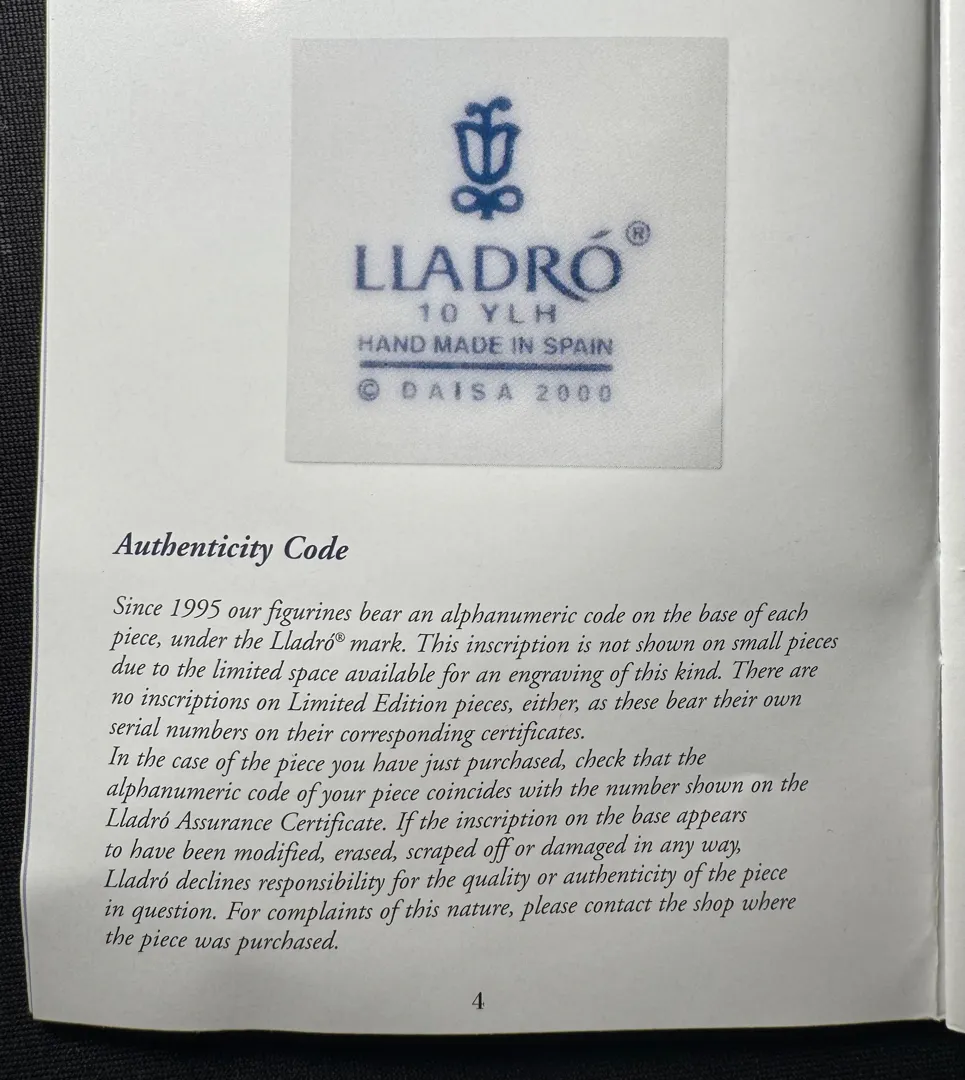 LLADRÓ®
10 YLH
HAND MADE IN SPAIN
© DAISA 2000
Authenticity Code
Since 1995 our figurines bear an alphanumeric code on the base of each
piece, under the Lladró® mark. This inscription is not shown on small pieces
due to the limited space available for an engraving of this kind. There are
no inscriptions on Limited Edition pieces, either, as these bear their own
serial numbers on their corresponding certificates.
In the case of the piece you have just purchased, check that the
alphanumeric code of your piece coincides with the number shown on the
Lladró Assurance Certificate. If the inscription on the base appears
to have been modified, erased, scraped off or damaged in any way,
Lladró declines responsibility for the quality or authenticity of the piece
in question. For complaints of this nature, please contact the shop where
the piece was purchased.
4